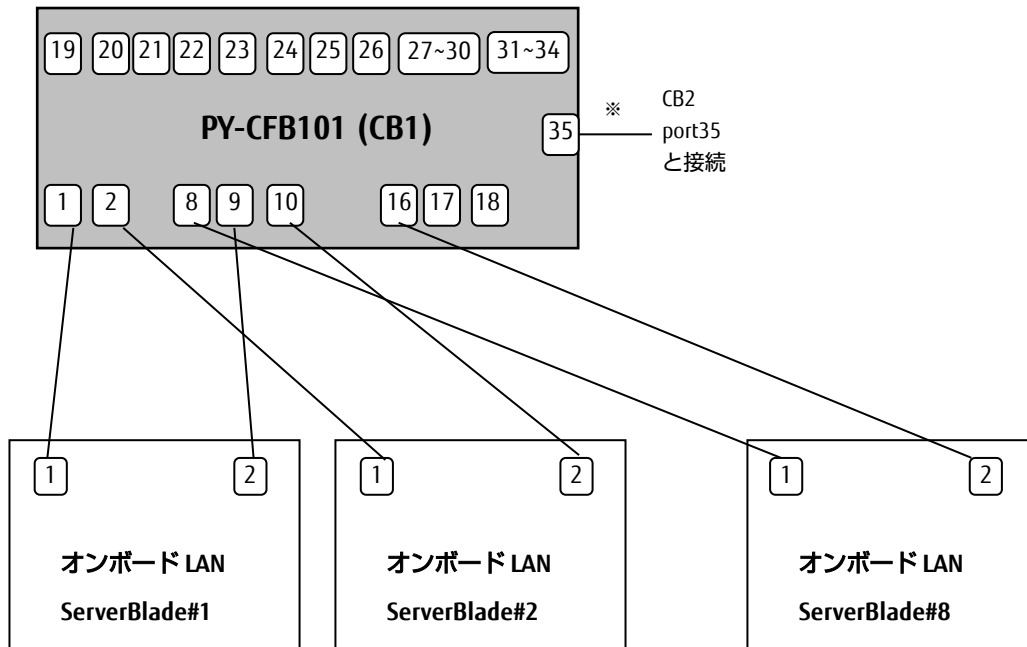 19 20 21 22 23 24 25 26 27~30 31~34
PY-CFB101 (CB1)
35
※
CB2
port35
と接続
1 2 8 9 10 16 17 18
1 2
オンボード LAN
ServerBlade#1
1 2
オンボード LAN
ServerBlade#2
1 2
オンボード LAN
ServerBlade#8